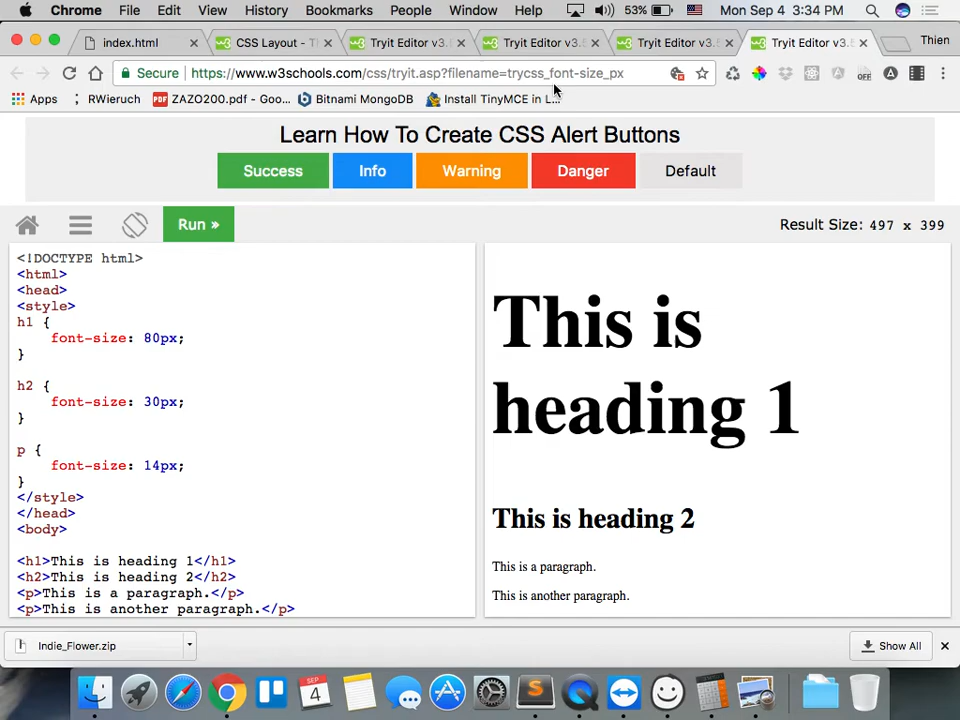 Chrome File Edit View History Bookmarks People Window Help 53% Mon Sep 4 3:34 PM
index.html CSS Layout - T Tryit Editor v3. Tryit Editor v3. Tryit Editor v3. Tryit Editor v3. Thien
Secure https://www.w3schools.com/css/tryit.asp?filename=trycss_font-size_px OFF
Apps RWieruch ZAZO200.pdf - Goo... Bitnami MongoDB Install TinyMCE in L...
Learn How To Create CSS Alert Buttons
Success Info Warning Danger Default
Run » Result Size: 497 x 399
<!DOCTYPE html>
<html>
<head>
<style>
h1 {
font-size: 80px;
}
h2 {
font-size: 30px;
}
p {
font-size: 14px;
}
</style>
</head>
<body>
<h1>This is heading 1</h1>
<h2>This is heading 2</h2>
<p>This is a paragraph.</p>
<p>This is another paragraph.</p>
This is
heading 1
This is heading 2
This is a paragraph.
This is another paragraph.
Indie_Flower.zip Show All
SEP
4